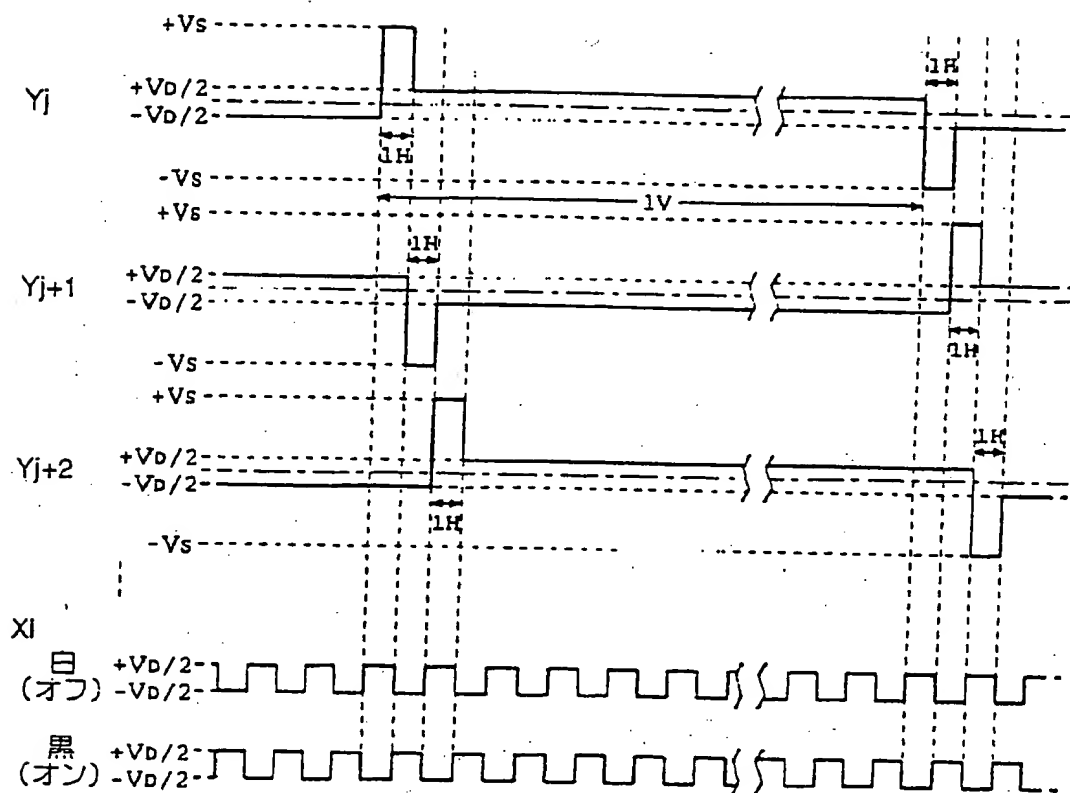 +VS
Yj
+VD/2
-VD/2
1H
1H
-VS
1V
+VS
1H
Yj+1
+VD/2
-VD/2
1H
-VS
+VS
Yj+2
+VD/2
-VD/2
1H
1H
-VS
Xi
白
(オフ)
+VD/2
-VD/2
黒
(オン)
+VD/2
-VD/2